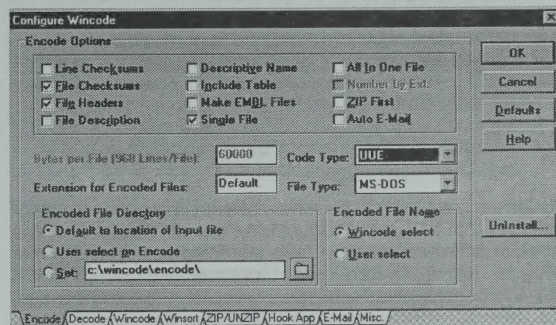 Configure Wincode
Encode Options
Line Checksums
File Checksums
File Headers
File Description
Descriptive Name
Include Table
Make EMBL Files
Single File
All In One File
Number by Ext.
ZIP First
Auto E-Mail
OK
Cancel
Defaults
Help
Bytes per File (960 Lines/File): 60000
Code Type: UUE
Extension for Encoded Files: Default
File Type: MS-DOS
Encoded File Directory
Default to location of Input file
User select on Encode
Set: c:\wincode\encode\
Encoded File Name
Wincode select
User select
Uninstall...
Encode Decode Wincode Winsort ZIP/UNZIP Hook App E-Mail Misc.